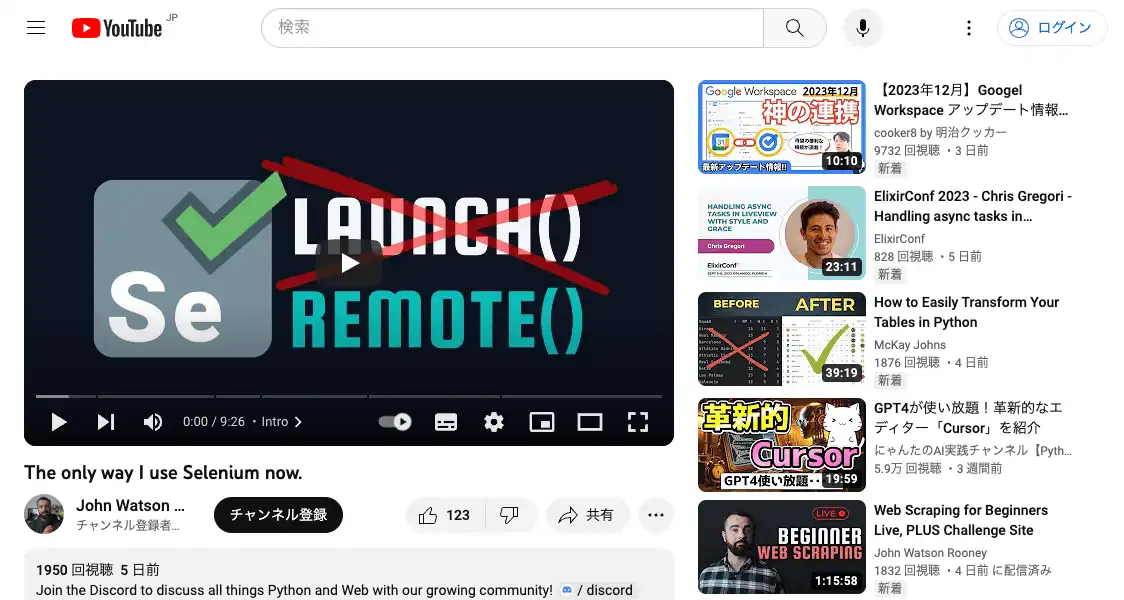 YouTube JP
検索
ログイン
Se
LAUNCH()
REMOTE()
0:00 / 9:26 • Intro
The only way I use Selenium now.
John Watson ...
チャンネル登録者…
チャンネル登録
123
共有
1950 回視聴 5 日前
Join the Discord to discuss all things Python and Web with our growing community! / discord
Google Workspace 2023年12月
神の連携
31
待望の便利な
機能が満載!
最新アップデート情報!!
10:10
【2023年12月】Googel
Workspace アップデート情報…
cooker8 by 明治クッカー
9732 回視聴 ・3 日前
新着
HANDLING ASYNC
TASKS IN LIVEVIEW
WITH STYLE AND
GRACE
Chris Gregori
ElixirConf
23:11
ElixirConf 2023 - Chris Gregori -
Handling async tasks in…
ElixirConf
828 回視聴 ・5 日前
新着
BEFORE AFTER
39:19
How to Easily Transform Your
Tables in Python
McKay Johns
1876 回視聴 ・4 日前
新着
革新的
Cursor
GPT4使い放題・・
19:59
GPT4が使い放題！革新的なエ
ディター「Cursor」を紹介
にゃんたのAI実践チャンネル【Pyth…
5.9万 回視聴 ・3 週間前
LIVE
BEGINNER
WEB SCRAPING
1:15:58
Web Scraping for Beginners
Live, PLUS Challenge Site
John Watson Rooney
1832 回視聴 ・4 日前 に配信済み
新着